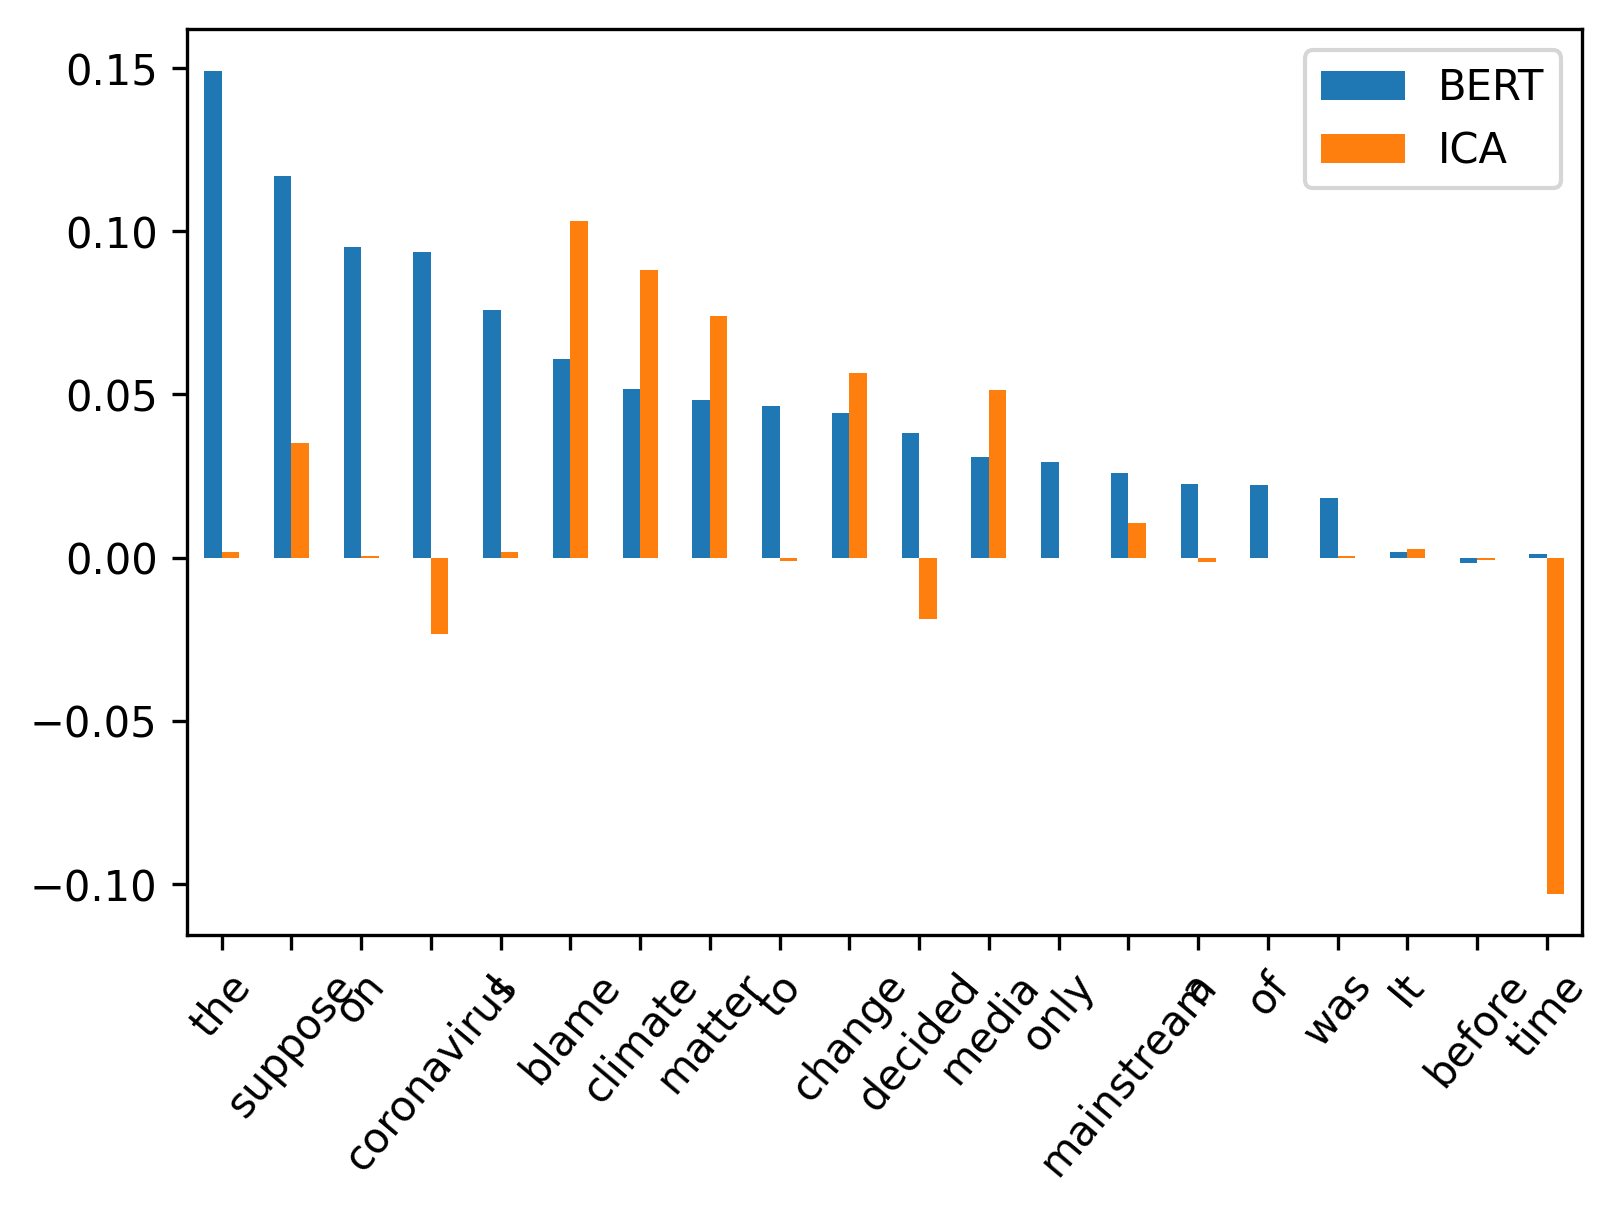 BERT
ICA
0.15
0.10
0.05
0.00
−0.05
−0.10
the
suppose
on
coronavirus
I
blame
climate
matter
to
change
decided
media
only
mainstream
a
of
was
It
before
time